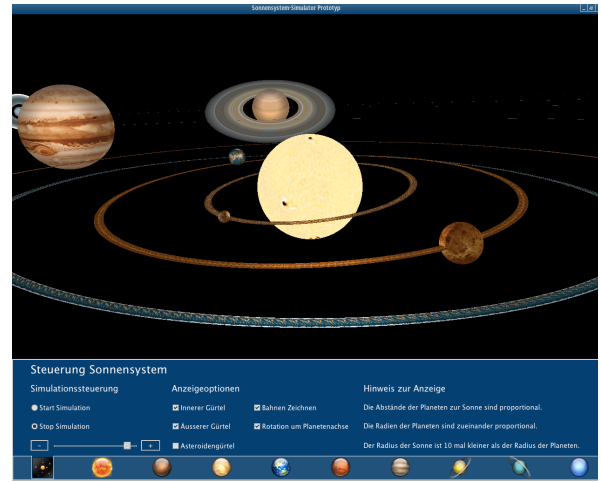 Sonnensystem-Simulator Prototyp
Steuerung Sonnensystem
Simulationssteuerung
Start Simulation
Stop Simulation
- +
Anzeigeoptionen
Innerer Gürtel
Äusserer Gürtel
Asteroidengürtel
Bahnen Zeichnen
Rotation um Planetenachse
Hinweis zur Anzeige
Die Abstände der Planeten zur Sonne sind proportional.
Die Radien der Planeten sind zueinander proportional.
Der Radius der Sonne ist 10 mal kleiner als der Radius der Planeten.